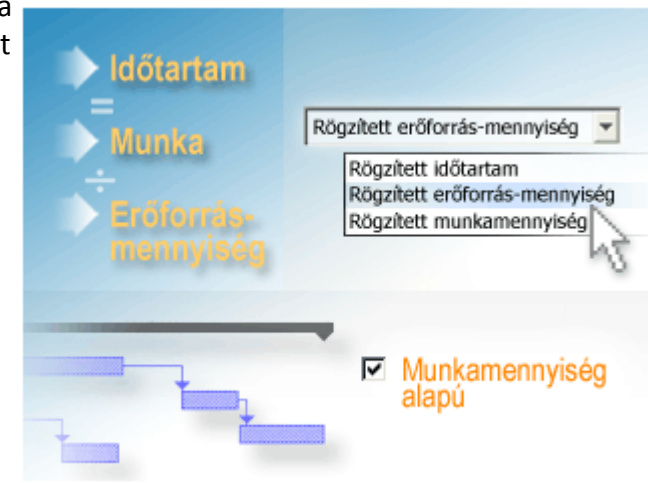 a
t
Időtartam
=
Munka
÷
Erőforrás-
mennyiség
Rögzített erőforrás-mennyiség
Rögzített időtartam
Rögzített erőforrás-mennyiség
Rögzített munkamennyiség
Munkamennyiség
alapú